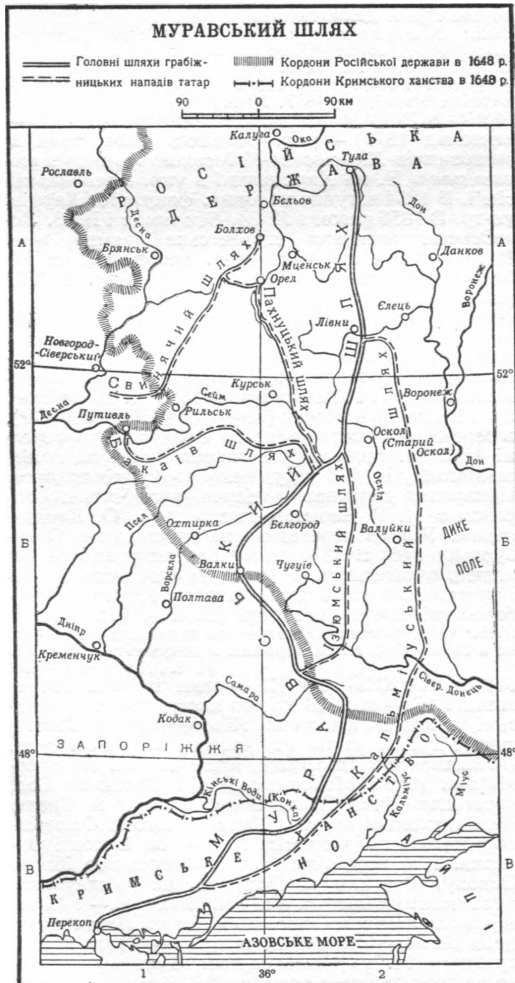 МУРАВСЬКИЙ ШЛЯХ
Головні шляхи грабіж-
ницьких нападів татар
Кордони Російської держави в 1648 р.
Кордони Кримського ханства в 1648 р.
90 0 90 км
Калуга
Ока
РОСІЙСЬКА
ДЕРЖАВА
Тула
Рославль
Десна
Бельов
Дон
А
А
Болхов
Брянськ
Мценськ
Данков
Орел
Воронеж
Єлець
Лівни
Новгород-
Сіверський
Свинячий шлях
Пахнуцький шлях
52°
52°
Сейм
Курськ
Рильськ
Воронеж
Десна
Путивль
Оскол
(Старий
Оскол)
Бакаїв шлях
Дон
Оскіл
Псел
Белгород
Охтирка
Валуйки
ДИКЕ
ПОЛЕ
Б
Б
Валки
Чугуїв
Ворскла
Полтава
Ізюмський шлях
Дніпро
Кременчук
Сівер. Донець
Самара
Кальміуський шлях
МУРАВСЬКИЙ ШЛЯХ
Кодак
ЗАПОРІЖЖЯ
48°
48°
Кінські Води (Конка)
Кальміус
Міус
В
В
КРИМСЬКЕ ХАНСТВО
НОГАЙЦІ
Перекоп
АЗОВСЬКЕ МОРЕ
1 36° 2